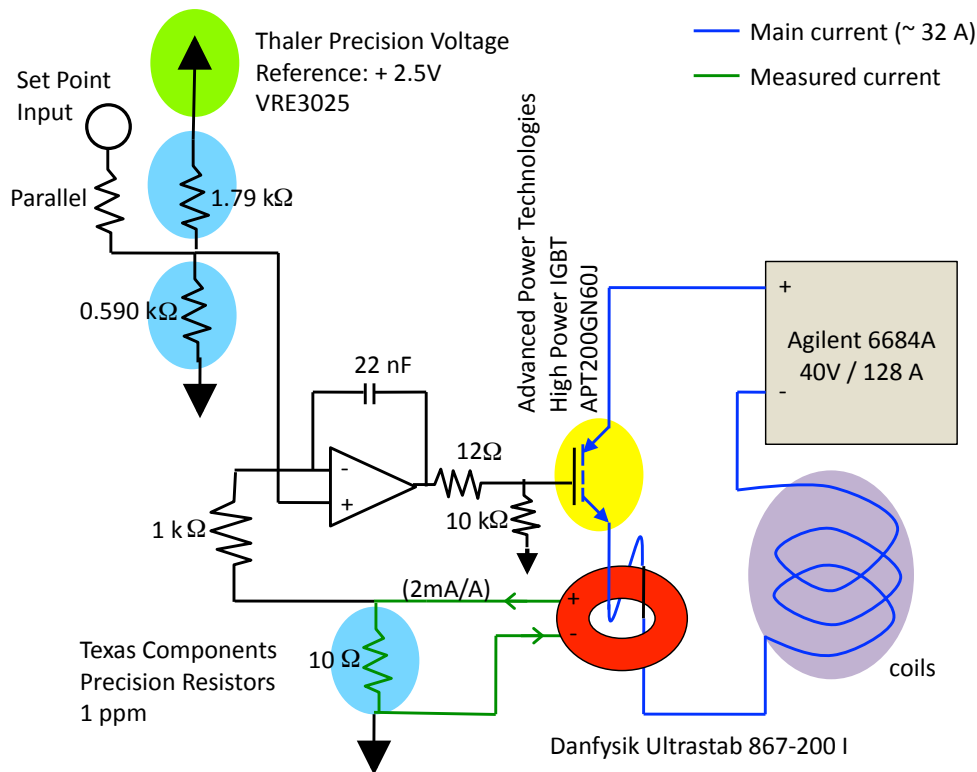 Thaler Precision Voltage
Reference: + 2.5V
VRE3025
Main current (~ 32 A)
Measured current
Set Point
Input
Parallel
1.79 kΩ
0.590 kΩ
Advanced Power Technologies
High Power IGBT
APT200GN60J
+
-
Agilent 6684A
40V / 128 A
22 nF
-
+
12Ω
10 kΩ
1 kΩ
(2mA/A)
+
-
10 Ω
Texas Components
Precision Resistors
1 ppm
coils
Danfysik Ultrastab 867-200 I